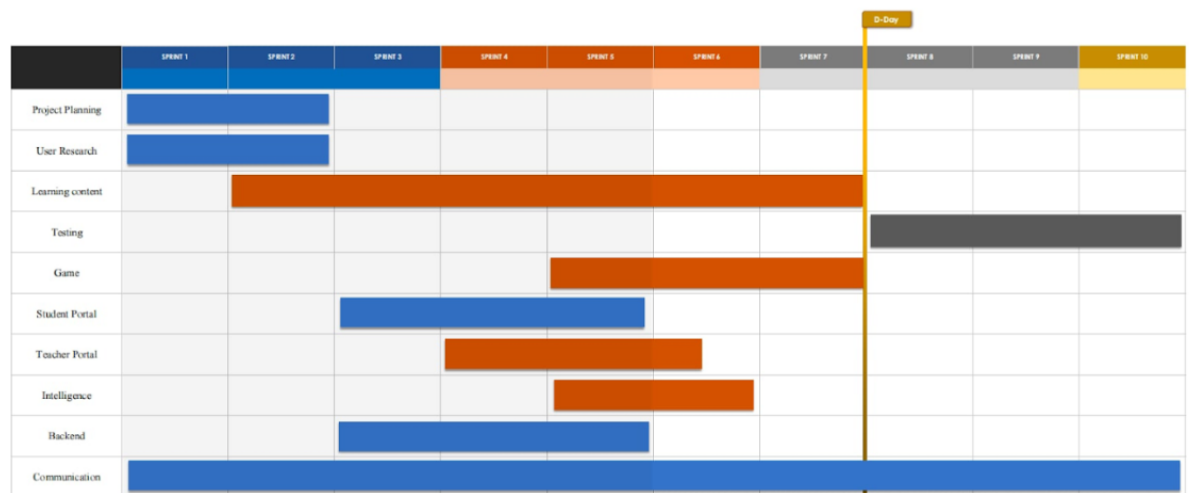 D-Day
SPRINT 1 SPRINT 2 SPRINT 3 SPRINT 4 SPRINT 5 SPRINT 6 SPRINT 7 SPRINT 8 SPRINT 9 SPRINT 10
Project Planning
User Research
Learning content
Testing
Game
Student Portal
Teacher Portal
Intelligence
Backend
Communication